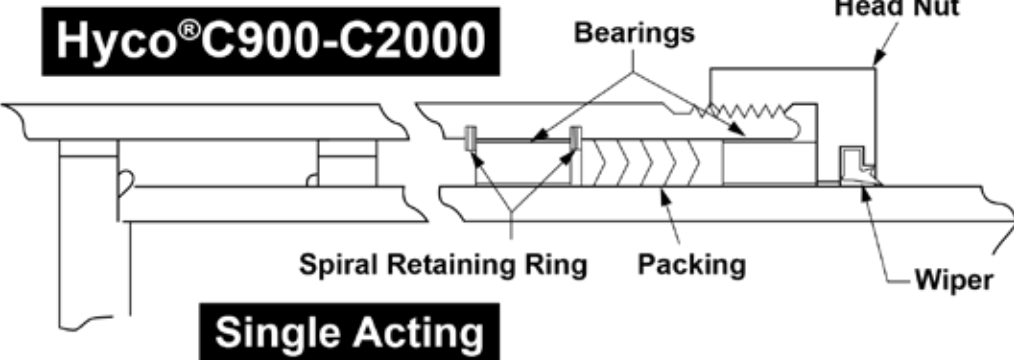 Hyco®C900-C2000
Head Nut
Bearings
Spiral Retaining Ring
Packing
Wiper
Single Acting